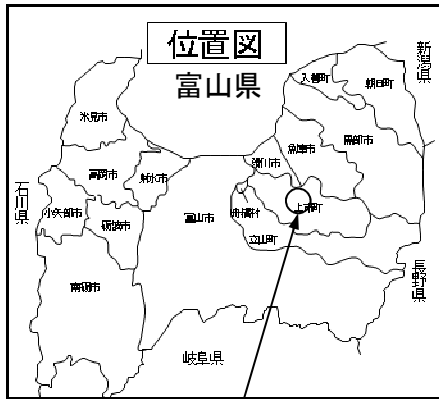 位置図
富山県
新潟県
入善町
朝日町
氷見市
魚津市
黒部市
滑川市
高岡市
射水市
石川県
小矢部市
砺波市
富山市
舟橋村
上市町
立山町
長野県
南砺市
岐阜県